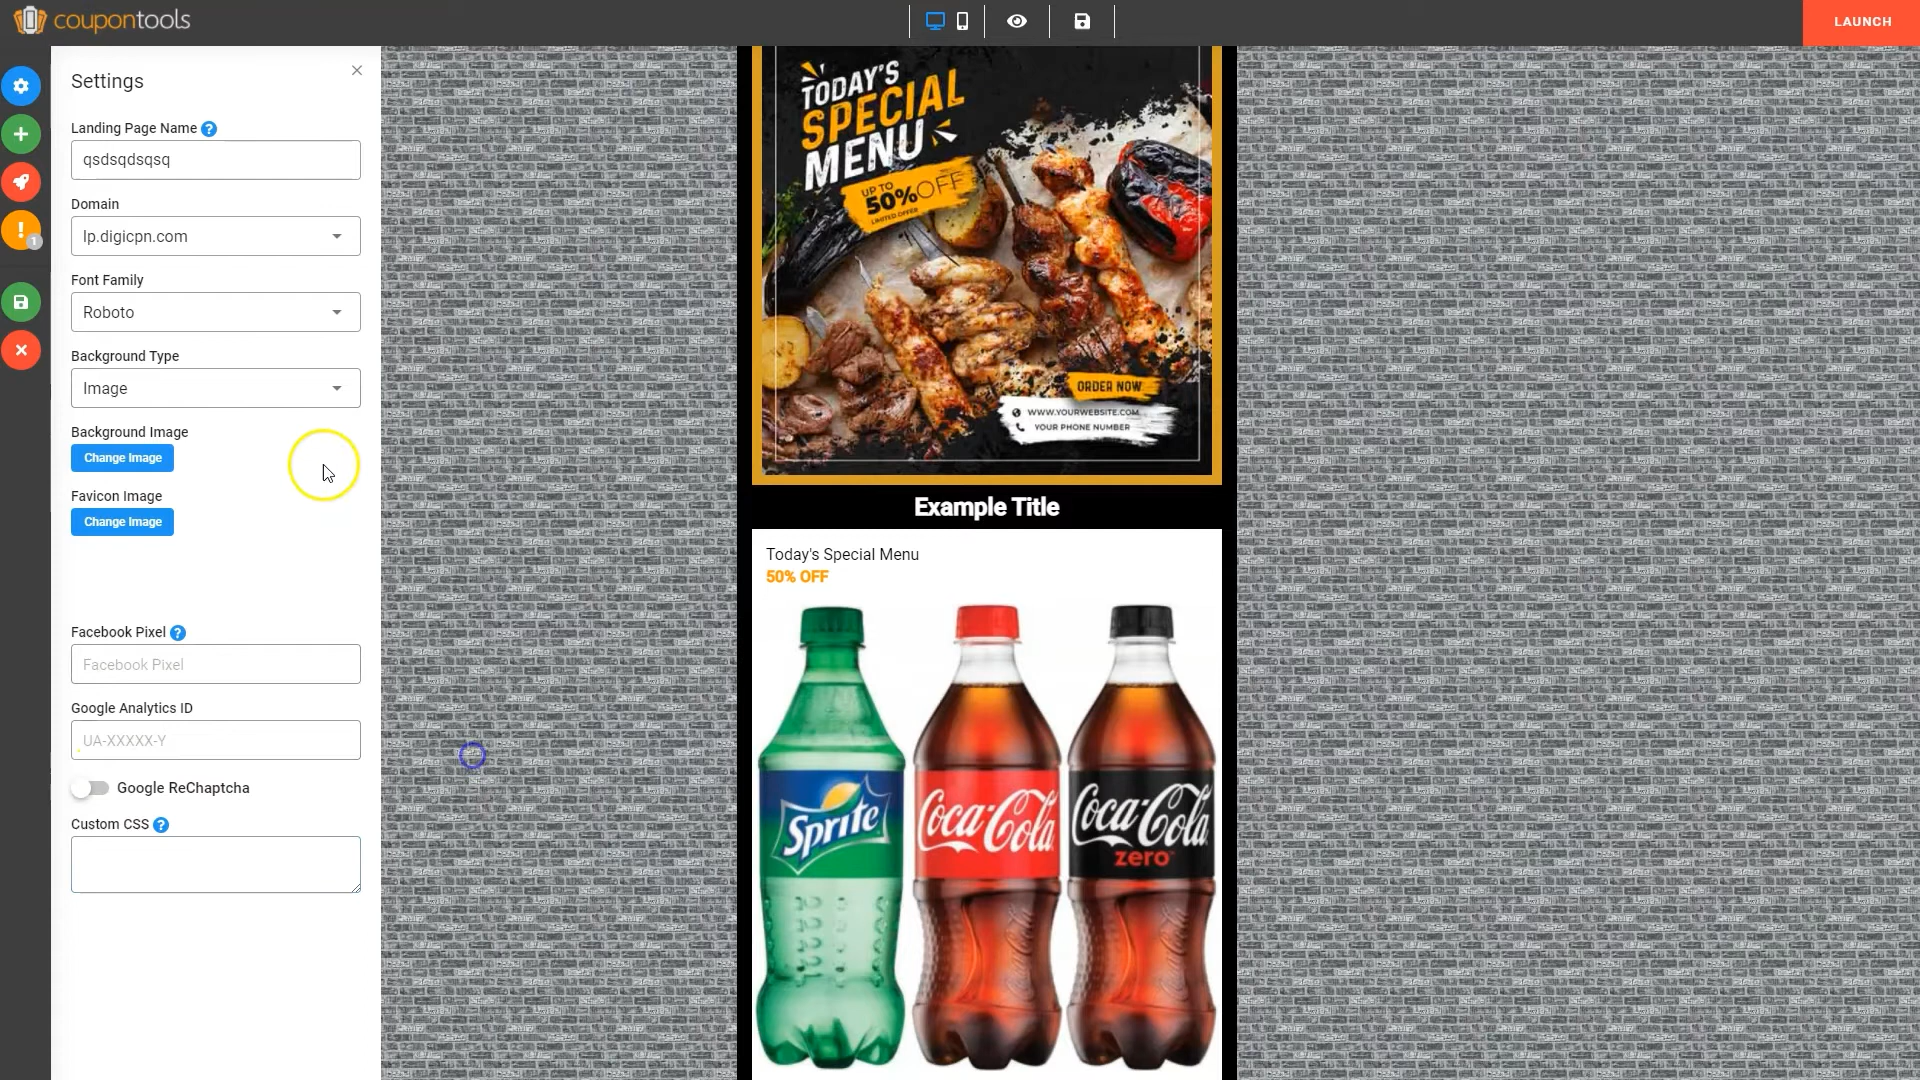 coupontools
LAUNCH
Settings
Landing Page Name ?
qsdsqdsqsq
Domain
lp.digicpn.com
Font Family
Roboto
Background Type
Image
Background Image
Change Image
Favicon Image
Change Image
Facebook Pixel ?
Facebook Pixel
Google Analytics ID
UA-XXXXX-Y
Google ReChaptcha
Custom CSS ?
!
1
TODAY'S
SPECIAL
MENU
UP TO
50% OFF
LIMITED OFFER
ORDER NOW
WWW.YOURWEBSITE.COM
YOUR PHONE NUMBER
Example Title
Today's Special Menu
50% OFF
Sprite
Coca-Cola
Coca-Cola
zero